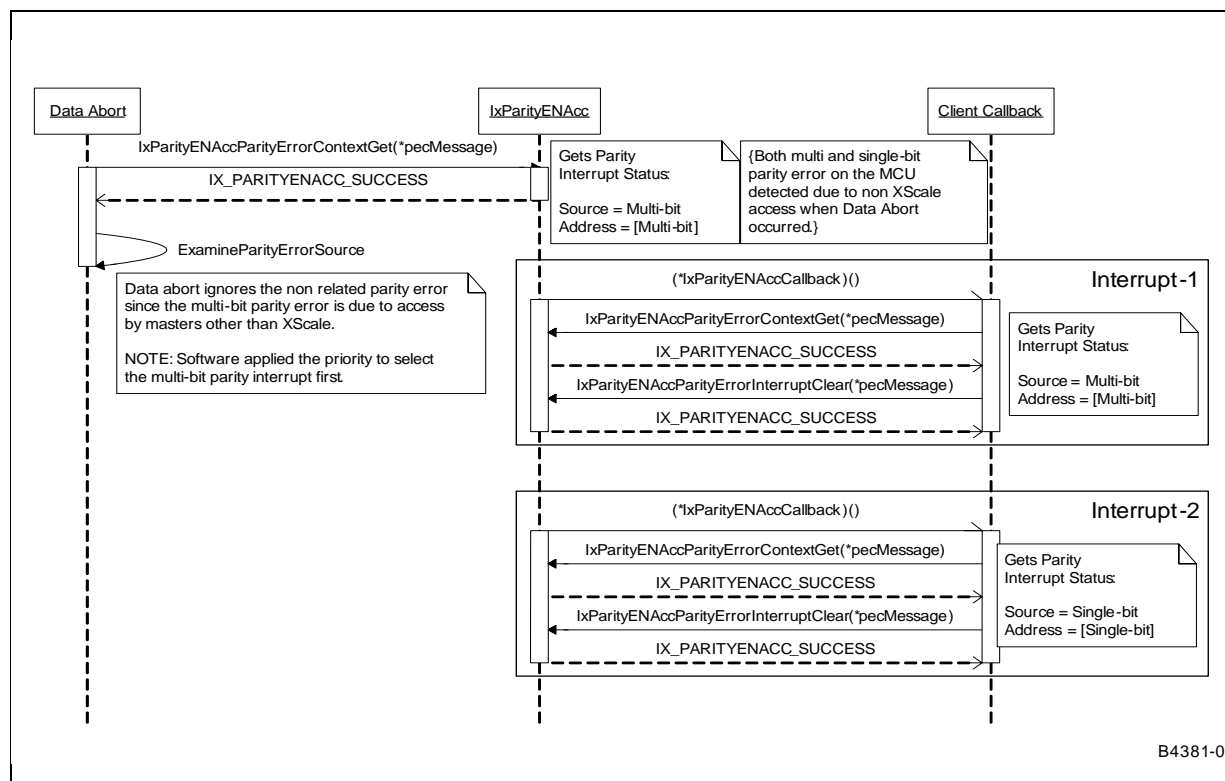 Data Abort
IxParityENAcc
Client Callback
IxParityENAccParityErrorContextGet(*pecMessage)
IX_PARITYENACC_SUCCESS
ExamineParityErrorSource
Gets Parity
Interrupt Status:
Source = Multi-bit
Address = [Multi-bit]
{Both multi and single-bit
parity error on the MCU
detected due to non XScale
access when Data Abort
occurred.}
Data abort ignores the non related parity error
since the multi-bit parity error is due to access
by masters other than XScale.
NOTE: Software applied the priority to select
the multi-bit parity interrupt first.
Interrupt-1
(*IxParityENAccCallback)()
IxParityENAccParityErrorContextGet(*pecMessage)
IX_PARITYENACC_SUCCESS
IxParityENAccParityErrorInterruptClear(*pecMessage)
IX_PARITYENACC_SUCCESS
Gets Parity
Interrupt Status:
Source = Multi-bit
Address = [Multi-bit]
Interrupt-2
(*IxParityENAccCallback)()
IxParityENAccParityErrorContextGet(*pecMessage)
IX_PARITYENACC_SUCCESS
IxParityENAccParityErrorInterruptClear(*pecMessage)
IX_PARITYENACC_SUCCESS
Gets Parity
Interrupt Status:
Source = Single-bit
Address = [Single-bit]
B4381-0